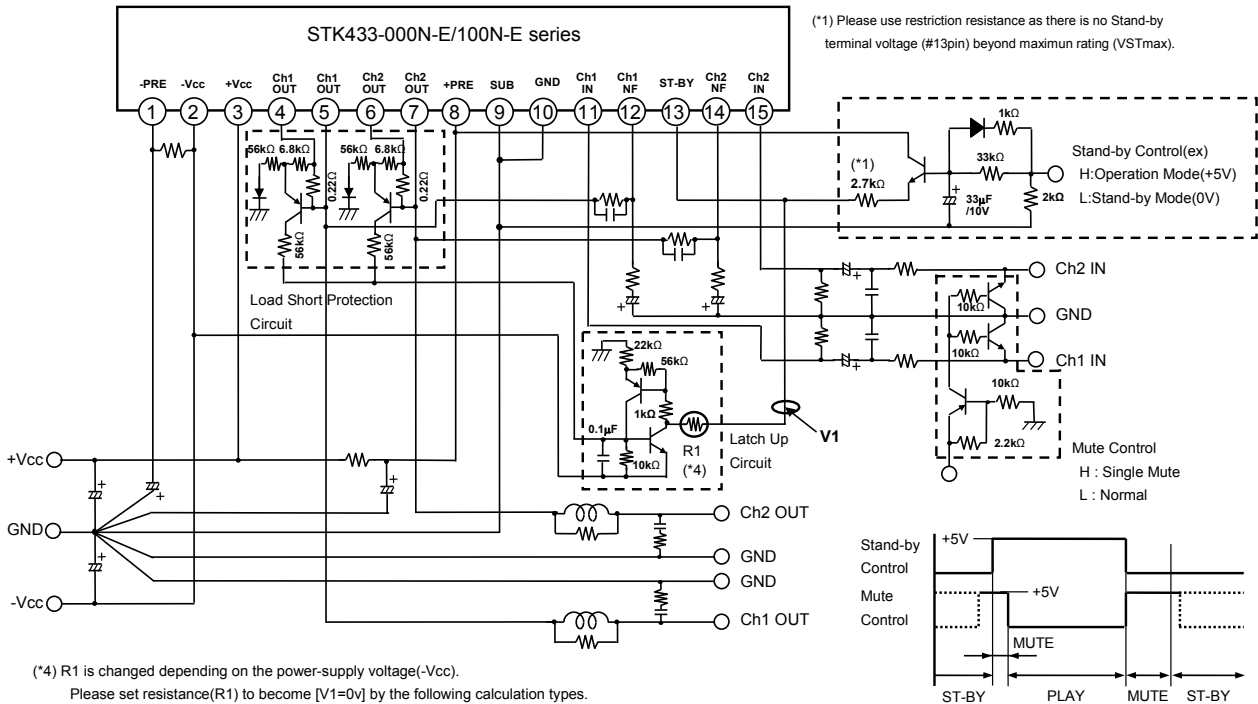 STK433-000N-E/100N-E series
(*1) Please use restriction resistance as there is no Stand-by
terminal voltage (#13pin) beyond maximun rating (VSTmax).
-PRE -Vcc +Vcc Ch1 OUT Ch1 OUT Ch2 OUT Ch2 OUT +PRE SUB GND Ch1 IN Ch1 NF ST-BY Ch2 NF Ch2 IN
1 2 3 4 5 6 7 8 9 10 11 12 13 14 15
56kΩ 6.8kΩ 56kΩ 6.8kΩ
0.22Ω 0.22Ω
56kΩ 56kΩ
Load Short Protection
Circuit
1kΩ
33kΩ
(*1)
2.7kΩ
33µF
/10V
2kΩ
Stand-by Control(ex)
H:Operation Mode(+5V)
L:Stand-by Mode(0V)
Ch2 IN
10kΩ
GND
10kΩ
Ch1 IN
10kΩ
2.2kΩ
Mute Control
H : Single Mute
L : Normal
22kΩ
56kΩ
1kΩ
0.1µF
10kΩ
R1
(*4)
Latch Up
Circuit
V1
+Vcc
GND
-Vcc
Ch2 OUT
GND
GND
Ch1 OUT
Stand-by
Control
+5V
Mute
Control
+5V
MUTE
ST-BY PLAY MUTE ST-BY
(*4) R1 is changed depending on the power-supply voltage(-Vcc).
Please set resistance(R1) to become [V1=0v] by the following calculation types.